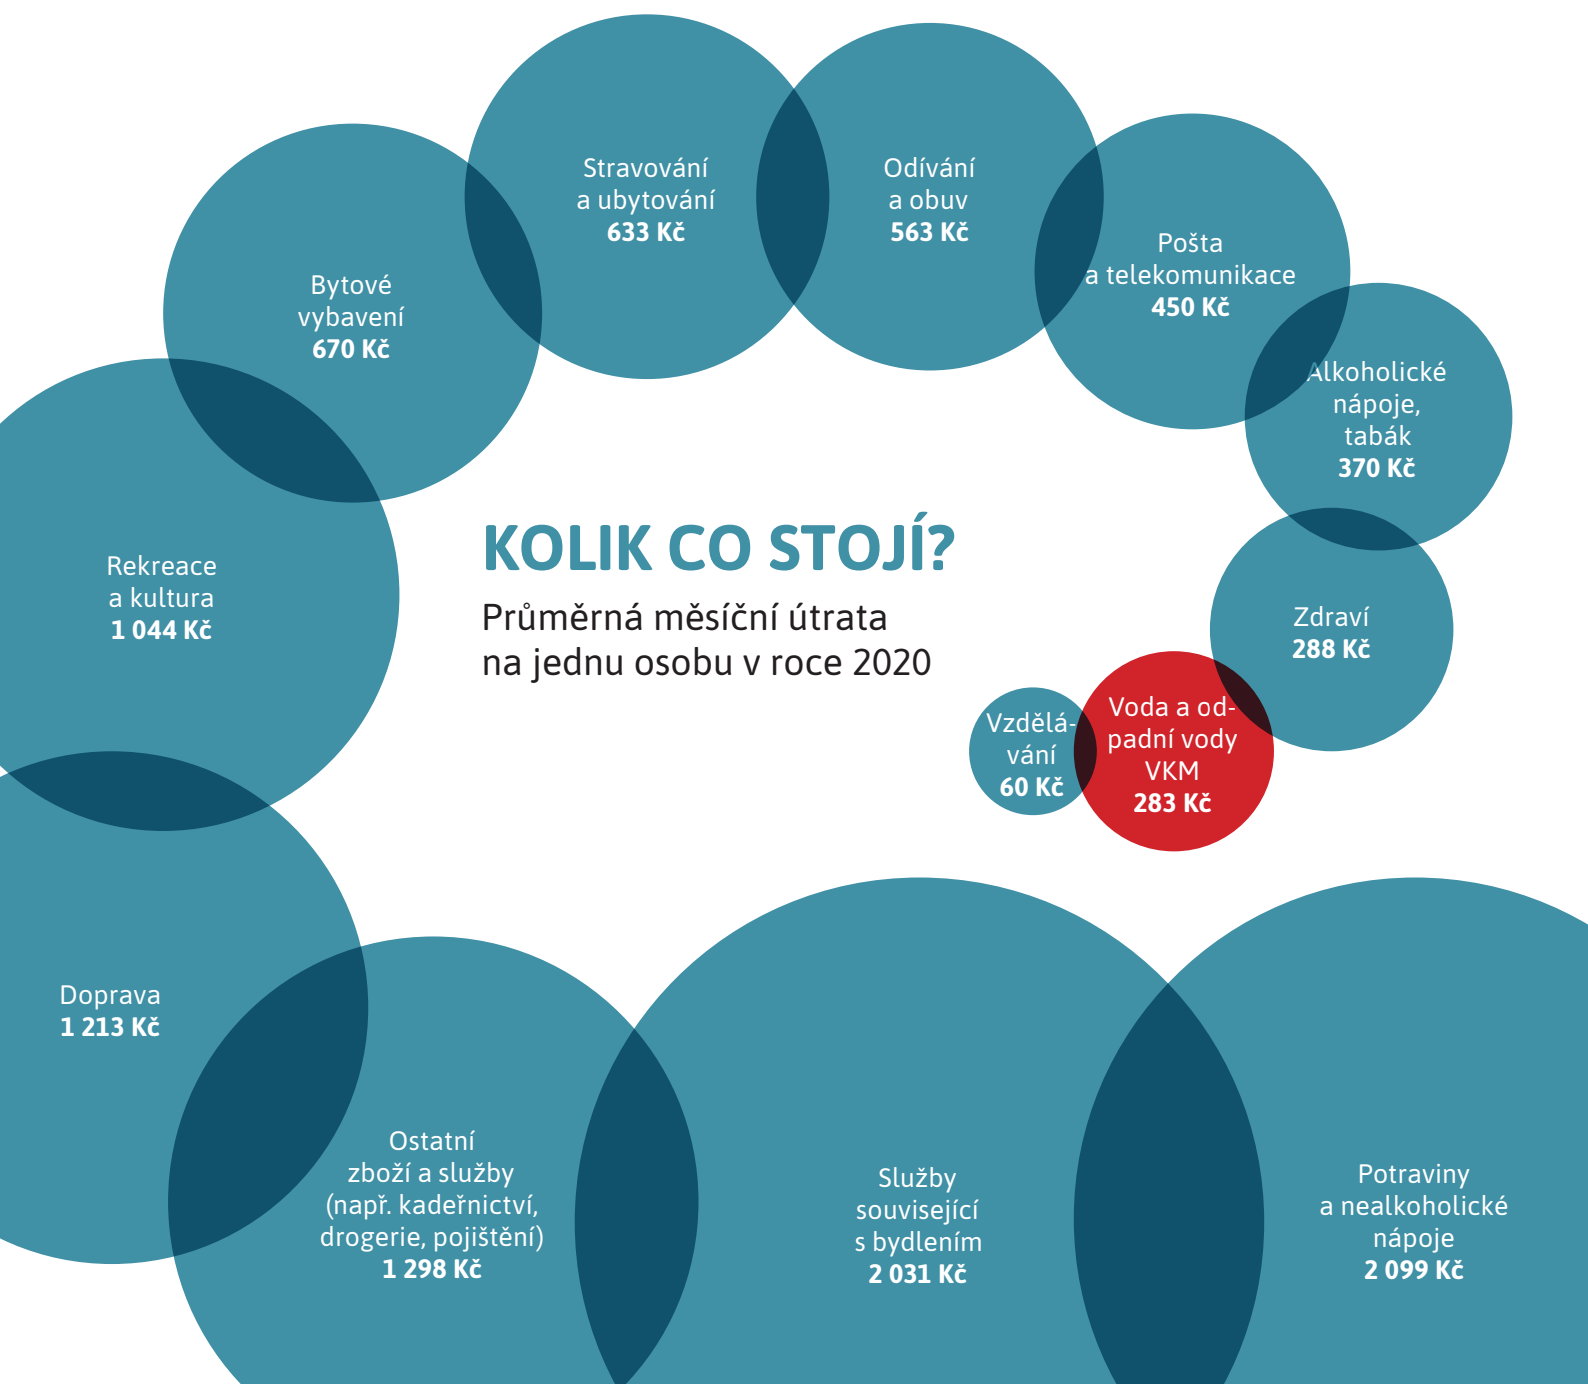 KOLIK CO STOJÍ?
Průměrná měsíční útrata
na jednu osobu v roce 2020
Stravování
a ubytování
633 Kč
Odívání
a obuv
563 Kč
Pošta
a telekomunikace
450 Kč
Bytové
vybavení
670 Kč
Alkoholické
nápoje,
tabák
370 Kč
Rekreace
a kultura
1 044 Kč
Zdraví
288 Kč
Vzdělá-
vání
60 Kč
Voda a od-
padní vody
VKM
283 Kč
Doprava
1 213 Kč
Ostatní
zboží a služby
(např. kadeřnictví,
drogerie, pojištění)
1 298 Kč
Služby
související
s bydlením
2 031 Kč
Potraviny
a nealkoholické
nápoje
2 099 Kč